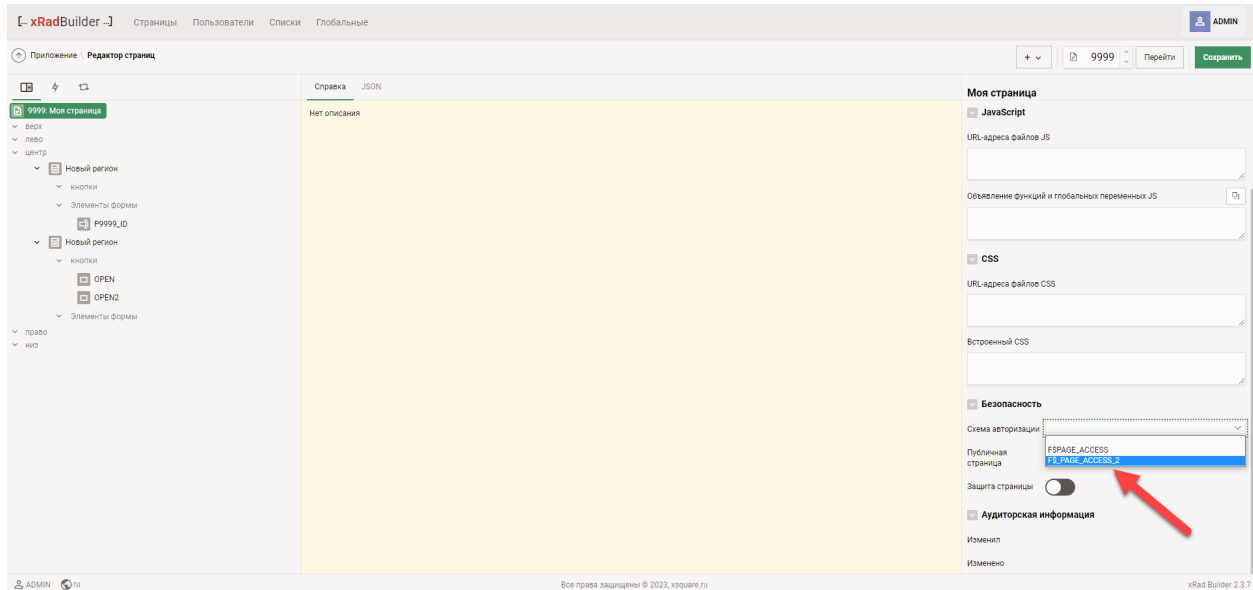 [... xRadBuilder ...] Страницы Пользователи Списки Глобальные ADMIN
Приложение \ Редактор страниц + 9999 Перейти Сохранить
Справка JSON
Моя страница
9999: Моя страница
Нет описания
верх
лево
центр
Новый регион
кнопки
Элементы формы
P9999_ID
Новый регион
кнопки
OPEN
OPEN2
Элементы формы
право
низ
JavaScript
URL-адреса файлов JS
Объявление функций и глобальных переменных JS
CSS
URL-адреса файлов CSS
Встроенный CSS
Безопасность
Схема авторизации
F$PAGE_ACCESS
F$_PAGE_ACCESS_2
Публичная
страница
Защита страницы
Аудиторская информация
Изменил
Изменено
ADMIN ru Все права защищены © 2023, xsquare.ru xRad Builder 2.3.7